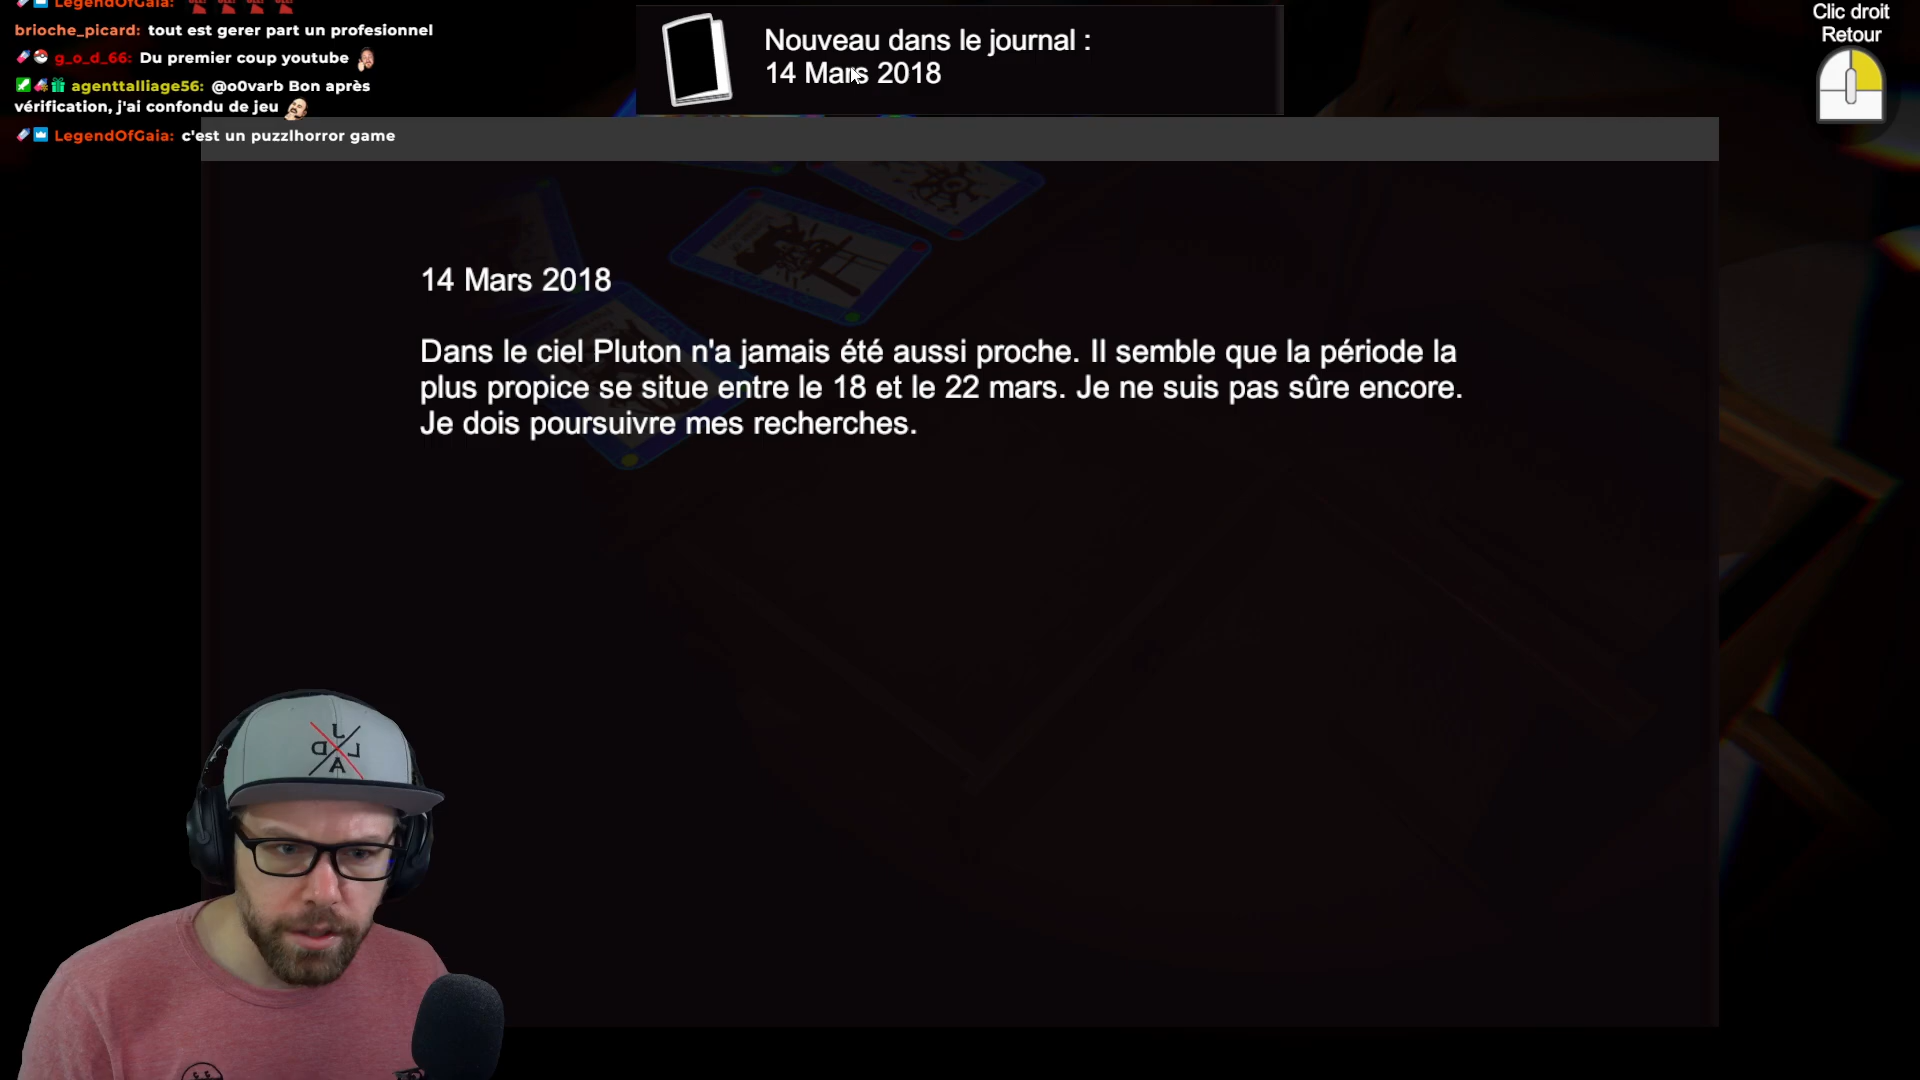 LegendOfGaia:
brioche_picard: tout est gerer part un profesionnel
g_o_d_66: Du premier coup youtube
agenttalliage56: @o0varb Bon après
vérification, j'ai confondu de jeu
LegendOfGaia: c'est un puzzlhorror game
Nouveau dans le journal :
14 Mars 2018
Clic droit
Retour
14 Mars 2018
Dans le ciel Pluton n'a jamais été aussi proche. Il semble que la période la
plus propice se situe entre le 18 et le 22 mars. Je ne suis pas sûre encore.
Je dois poursuivre mes recherches.
J
D L
A